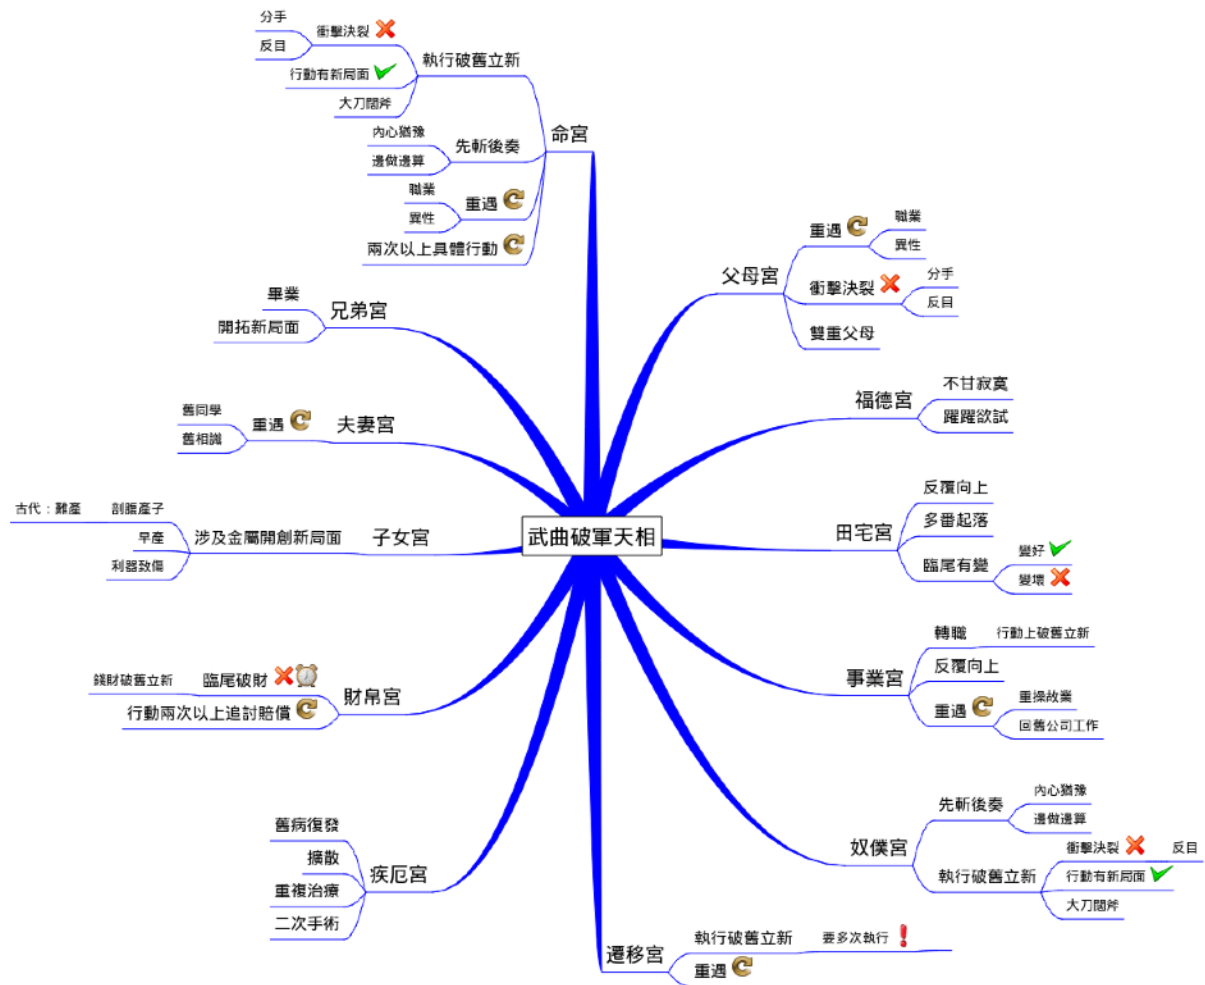 武曲破軍天相
命宮
執行破舊立新
衝擊決裂
分手
反目
行動有新局面
大刀闊斧
先斬後奏
內心猶豫
邊做邊算
重遇
職業
異性
兩次以上具體行動
兄弟宮
畢業
開拓新局面
夫妻宮
重遇
舊同學
舊相識
子女宮
涉及金屬開創新局面
剖腹產子
古代：難產
早產
利器致傷
財帛宮
臨尾破財
錢財破舊立新
行動兩次以上追討賠償
疾厄宮
舊病復發
擴散
重複治療
二次手術
遷移宮
執行破舊立新
要多次執行
重遇
奴僕宮
先斬後奏
內心猶豫
邊做邊算
執行破舊立新
衝擊決裂
反目
行動有新局面
大刀闊斧
事業宮
轉職
行動上破舊立新
反覆向上
重遇
重操故業
回舊公司工作
田宅宮
反覆向上
多番起落
臨尾有變
變好
變壞
福德宮
不甘寂寞
躍躍欲試
父母宮
重遇
職業
異性
衝擊決裂
分手
反目
雙重父母